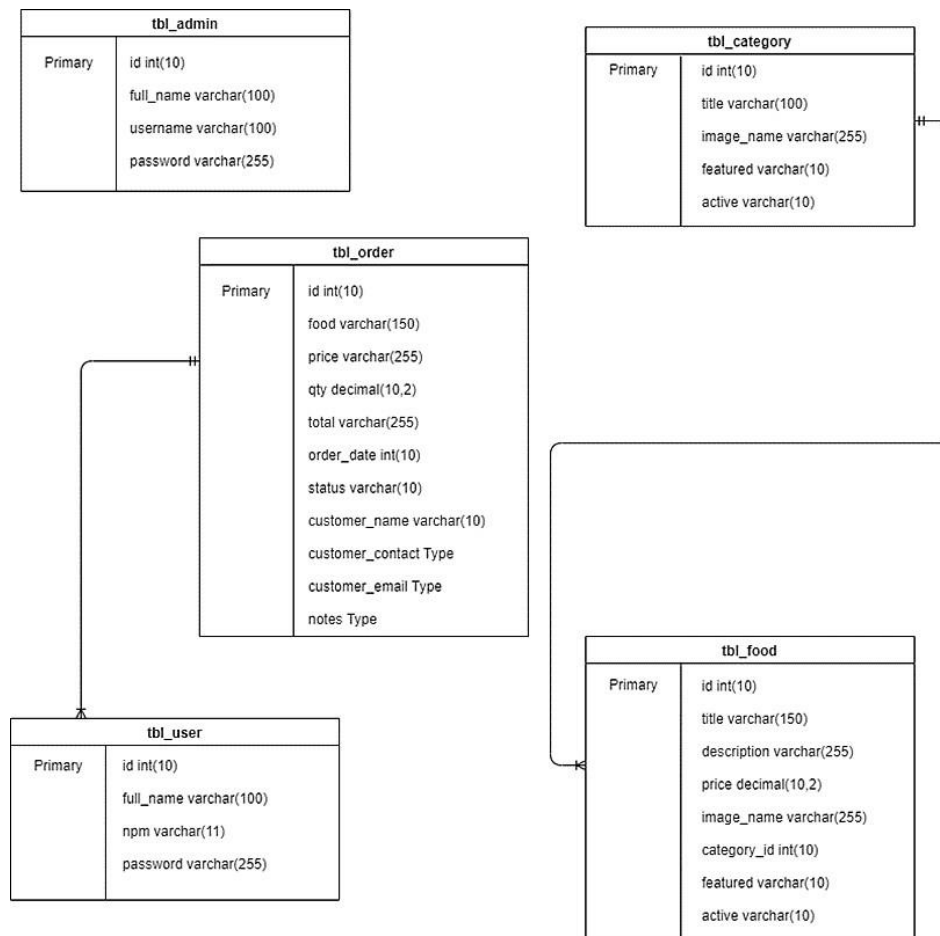 tbl_admin
Primary
id int(10)
full_name varchar(100)
username varchar(100)
password varchar(255)
tbl_category
Primary
id int(10)
title varchar(100)
image_name varchar(255)
featured varchar(10)
active varchar(10)
tbl_order
Primary
id int(10)
food varchar(150)
price varchar(255)
qty decimal(10,2)
total varchar(255)
order_date int(10)
status varchar(10)
customer_name varchar(10)
customer_contact Type
customer_email Type
notes Type
tbl_user
Primary
id int(10)
full_name varchar(100)
npm varchar(11)
password varchar(255)
tbl_food
Primary
id int(10)
title varchar(150)
description varchar(255)
price decimal(10,2)
image_name varchar(255)
category_id int(10)
featured varchar(10)
active varchar(10)